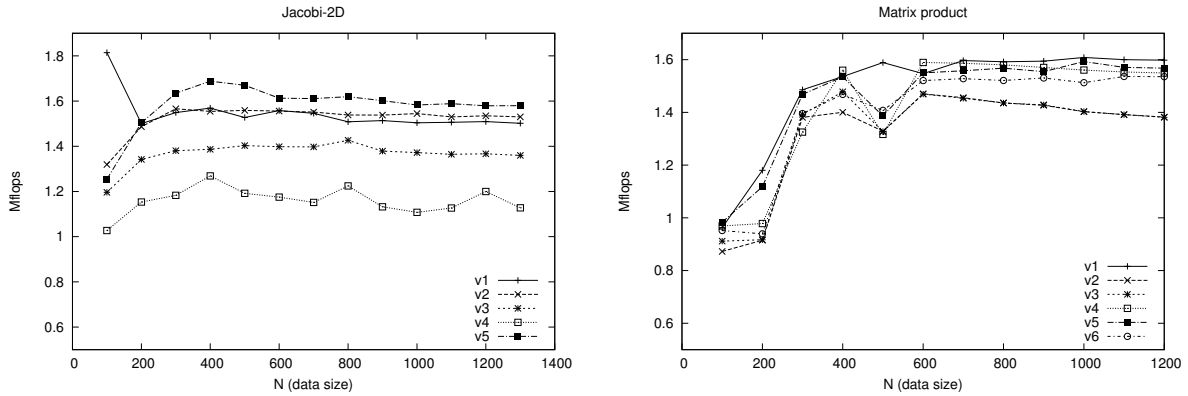 Jacobi-2D
Mflops
1.8
1.6
1.4
1.2
1
0.8
0.6
v1
v2
v3
v4
v5
0 200 400 600 800 1000 1200 1400
N (data size)
Matrix product
Mflops
1.6
1.4
1.2
1
0.8
0.6
v1
v2
v3
v4
v5
v6
0 200 400 600 800 1000 1200
N (data size)